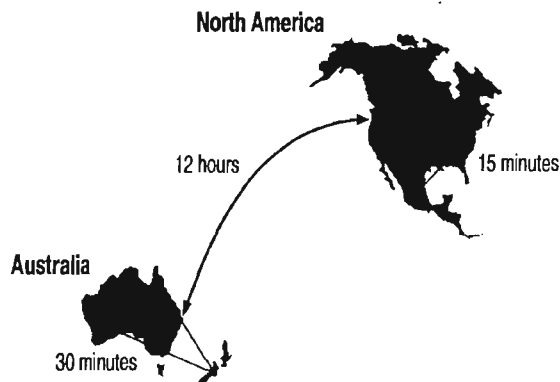 North America
12 hours
15 minutes
Australia
30 minutes